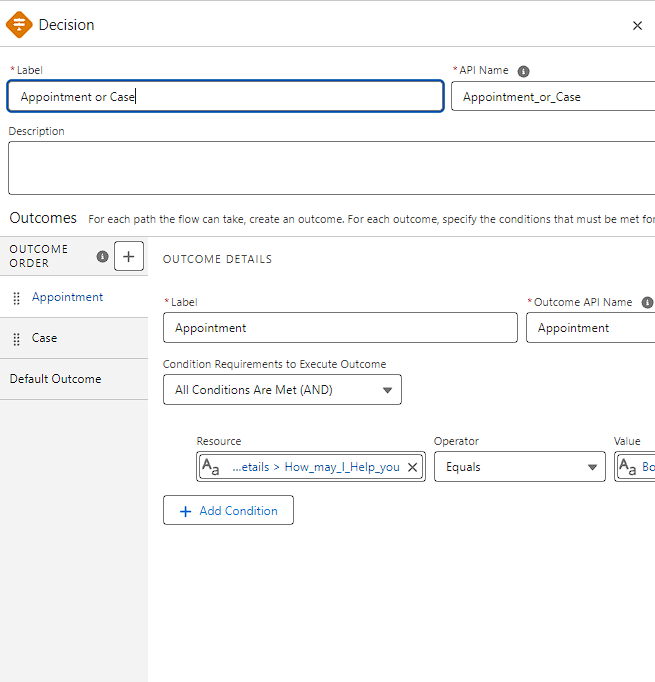 Decision
* Label
* API Name
Appointment or Case
Appointment_or_Case
Description
Outcomes
For each path the flow can take, create an outcome. For each outcome, specify the conditions that must be met for
OUTCOME ORDER
OUTCOME DETAILS
Appointment
Case
Default Outcome
* Label
* Outcome API Name
Appointment
Appointment
Condition Requirements to Execute Outcome
All Conditions Are Met (AND)
Resource
Operator
Value
Aa ...etails > How_may_I_Help_you
Equals
Aa Bo
+ Add Condition